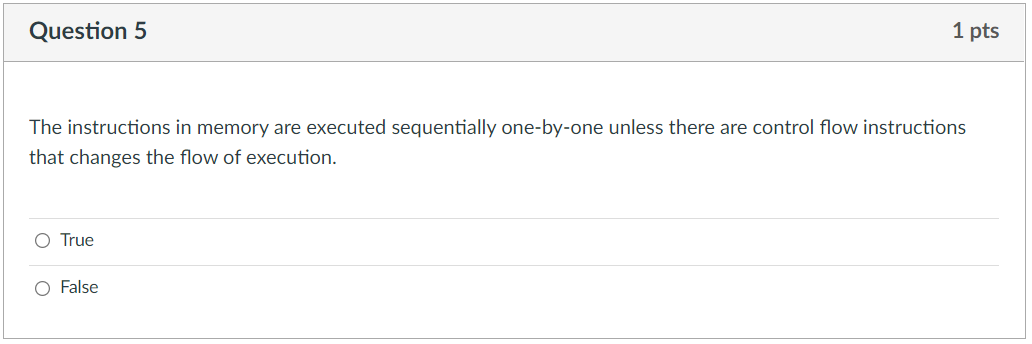 Question 5
1 pts
The instructions in memory are executed sequentially one-by-one unless there are control flow instructions
that changes the flow of execution.
True
False